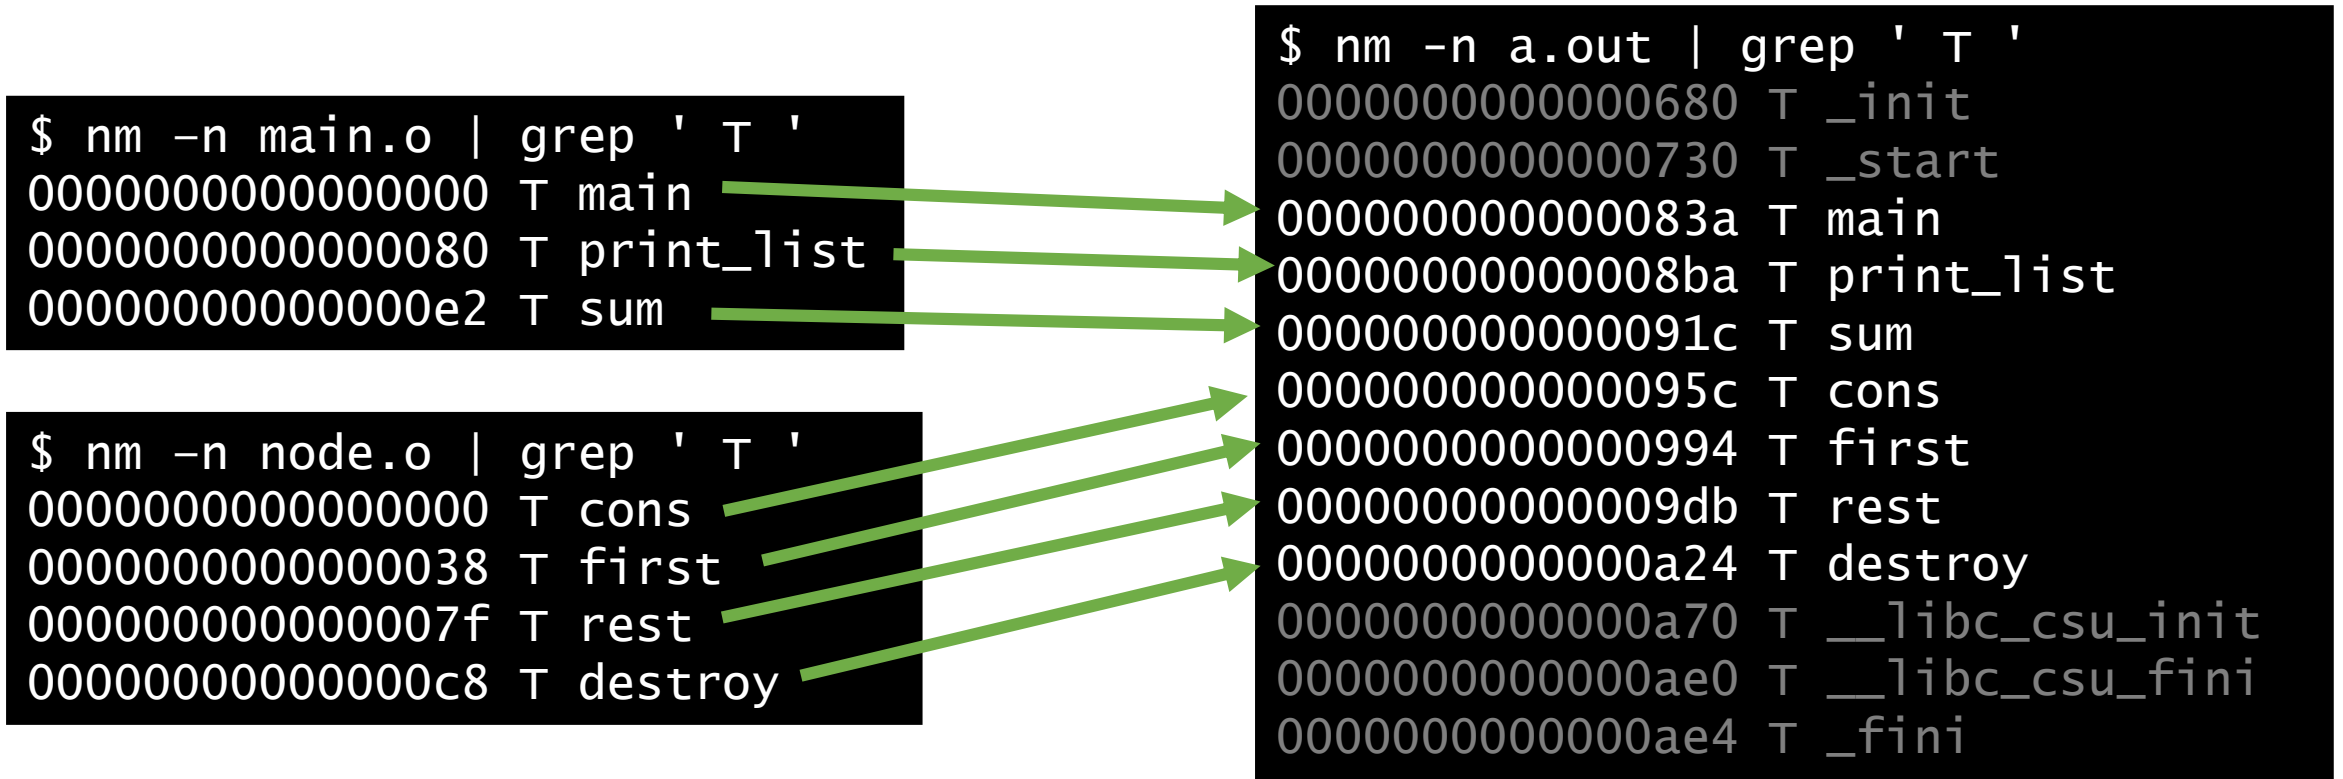 $ nm -n main.o | grep ' T '
0000000000000000 T main
0000000000000080 T print_list
00000000000000e2 T sum
$ nm -n node.o | grep ' T '
0000000000000000 T cons
0000000000000038 T first
000000000000007f T rest
00000000000000c8 T destroy
$ nm -n a.out | grep ' T '
0000000000000680 T _init
0000000000000730 T _start
000000000000083a T main
00000000000008ba T print_list
000000000000091c T sum
000000000000095c T cons
0000000000000994 T first
00000000000009db T rest
0000000000000a24 T destroy
0000000000000a70 T __libc_csu_init
0000000000000ae0 T __libc_csu_fini
0000000000000ae4 T _fini